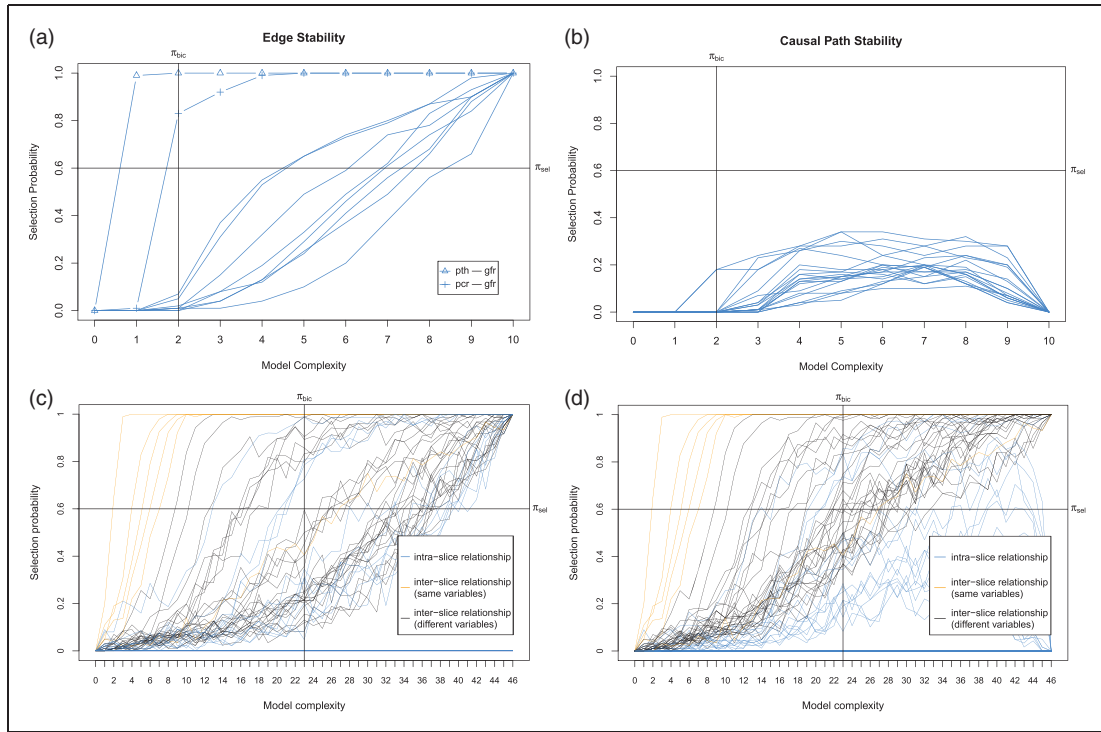 (a)
Edge Stability
π_bic
Selection Probability
0.0 0.2 0.4 0.6 0.8 1.0
π_sel
pth — gfr
pcr — gfr
0 1 2 3 4 5 6 7 8 9 10
Model Complexity
(b)
Causal Path Stability
π_bic
Selection Probability
0.0 0.2 0.4 0.6 0.8 1.0
π_sel
0 1 2 3 4 5 6 7 8 9 10
Model Complexity
(c)
π_bic
Selection probability
0 0.2 0.4 0.6 0.8 1
π_sel
intra−slice relationship
inter−slice relationship
(same variables)
inter−slice relationship
(different variables)
0 2 4 6 8 10 12 14 16 18 20 22 24 26 28 30 32 34 36 38 40 42 44 46
Model complexity
(d)
π_bic
Selection probability
0 0.2 0.4 0.6 0.8 1
π_sel
intra−slice relationship
inter−slice relationship
(same variables)
inter−slice relationship
(different variables)
0 2 4 6 8 10 12 14 16 18 20 22 24 26 28 30 32 34 36 38 40 42 44 46
Model complexity